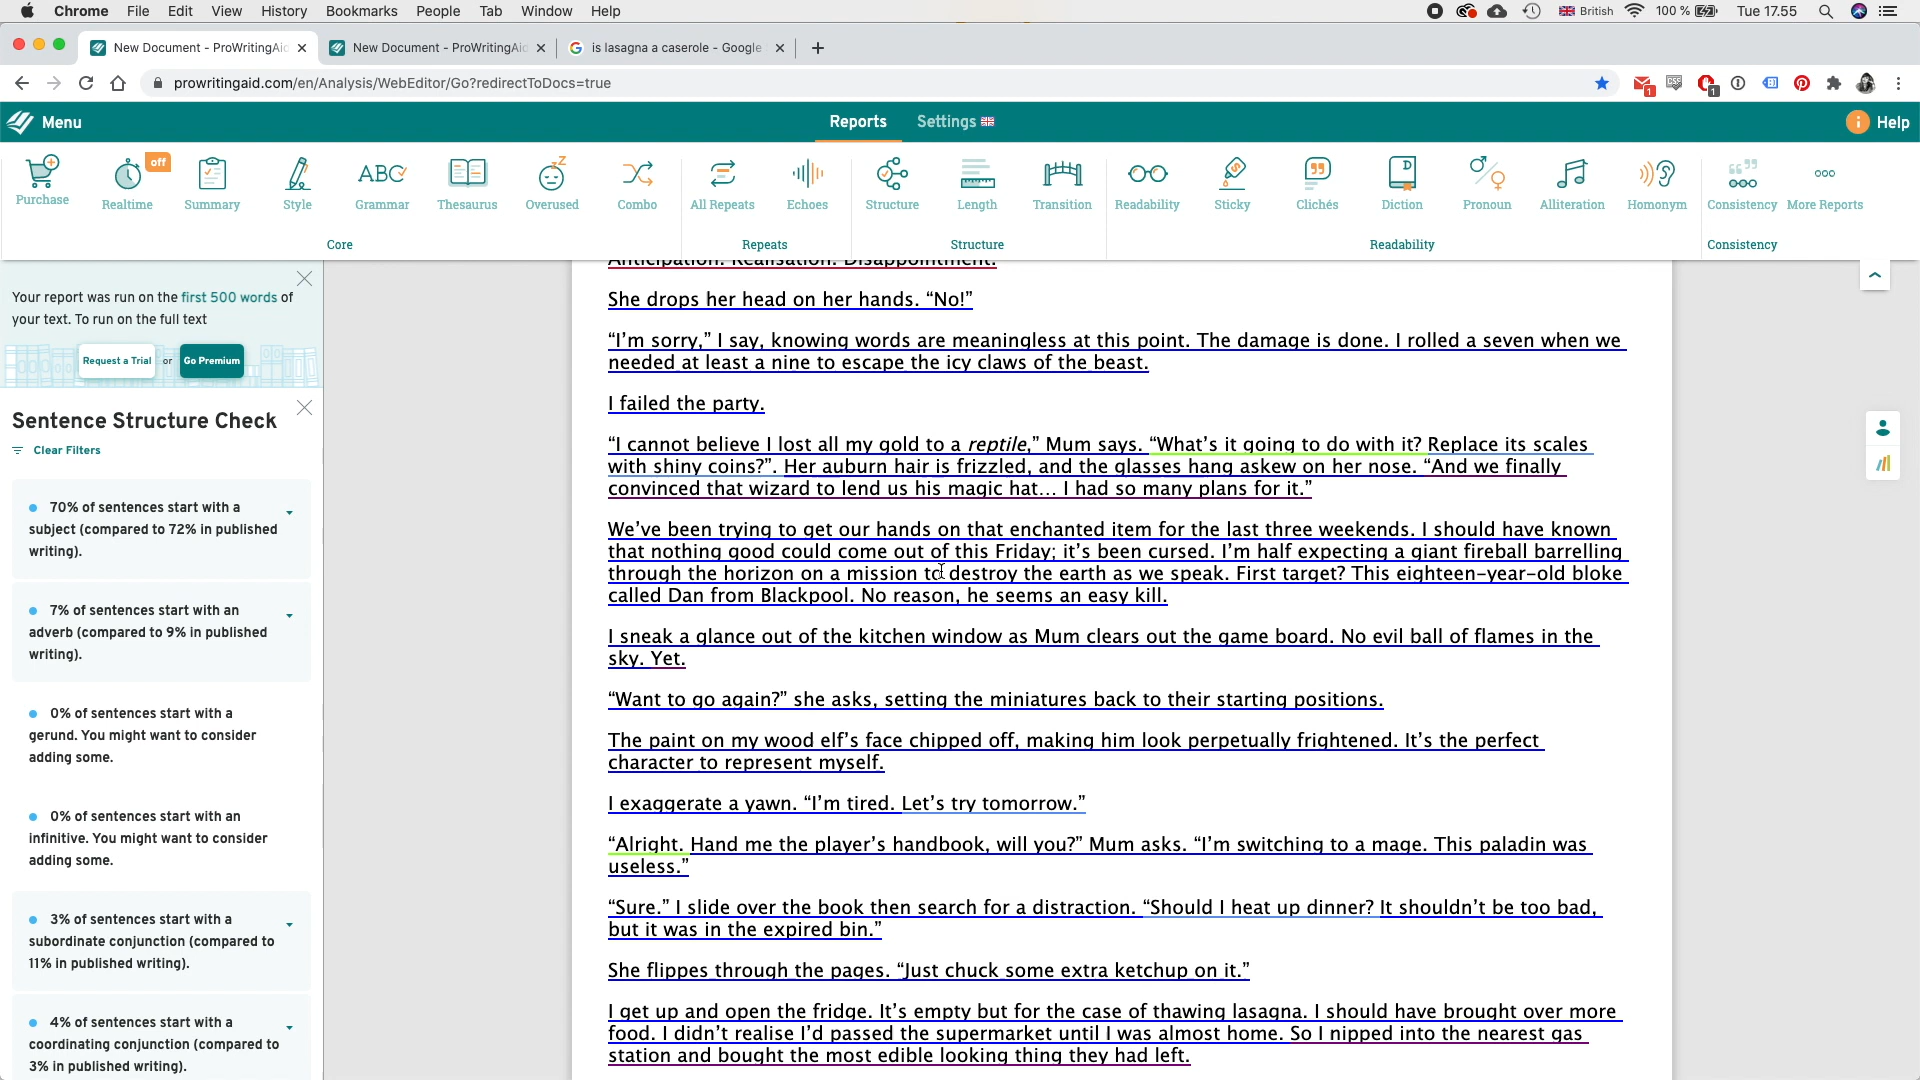 Chrome File Edit View History Bookmarks People Tab Window Help British 100 % Tue 17.55
New Document - ProWritingAid New Document - ProWritingAid is lasagna a caserole - Google
prowritingaid.com/en/Analysis/WebEditor/Go?redirectToDocs=true
Menu Reports Settings Help
off
Purchase Realtime Summary Style Grammar Thesaurus Overused Combo All Repeats Echoes Structure Length Transition Readability Sticky Clichés Diction Pronoun Alliteration Homonym Consistency More Reports
Core Repeats Structure Readability Consistency
Your report was run on the first 500 words of
your text. To run on the full text
Request a Trial or Go Premium
Sentence Structure Check
Clear Filters
70% of sentences start with a
subject (compared to 72% in published
writing).
7% of sentences start with an
adverb (compared to 9% in published
writing).
0% of sentences start with a
gerund. You might want to consider
adding some.
0% of sentences start with an
infinitive. You might want to consider
adding some.
3% of sentences start with a
subordinate conjunction (compared to
11% in published writing).
4% of sentences start with a
coordinating conjunction (compared to
3% in published writing).
Anticipation. Realisation. Disappointment.
She drops her head on her hands. “No!”
“I’m sorry,” I say, knowing words are meaningless at this point. The damage is done. I rolled a seven when we
needed at least a nine to escape the icy claws of the beast.
I failed the party.
“I cannot believe I lost all my gold to a reptile,” Mum says. “What’s it going to do with it? Replace its scales
with shiny coins?”. Her auburn hair is frizzled, and the glasses hang askew on her nose. “And we finally
convinced that wizard to lend us his magic hat… I had so many plans for it.”
We’ve been trying to get our hands on that enchanted item for the last three weekends. I should have known
that nothing good could come out of this Friday; it’s been cursed. I’m half expecting a giant fireball barrelling
through the horizon on a mission to destroy the earth as we speak. First target? This eighteen-year-old bloke
called Dan from Blackpool. No reason, he seems an easy kill.
I sneak a glance out of the kitchen window as Mum clears out the game board. No evil ball of flames in the
sky. Yet.
“Want to go again?” she asks, setting the miniatures back to their starting positions.
The paint on my wood elf’s face chipped off, making him look perpetually frightened. It’s the perfect
character to represent myself.
I exaggerate a yawn. “I’m tired. Let’s try tomorrow.”
“Alright. Hand me the player’s handbook, will you?” Mum asks. “I’m switching to a mage. This paladin was
useless.”
“Sure.” I slide over the book then search for a distraction. “Should I heat up dinner? It shouldn’t be too bad,
but it was in the expired bin.”
She flippes through the pages. “Just chuck some extra ketchup on it.”
I get up and open the fridge. It’s empty but for the case of thawing lasagna. I should have brought over more
food. I didn’t realise I’d passed the supermarket until I was almost home. So I nipped into the nearest gas
station and bought the most edible looking thing they had left.